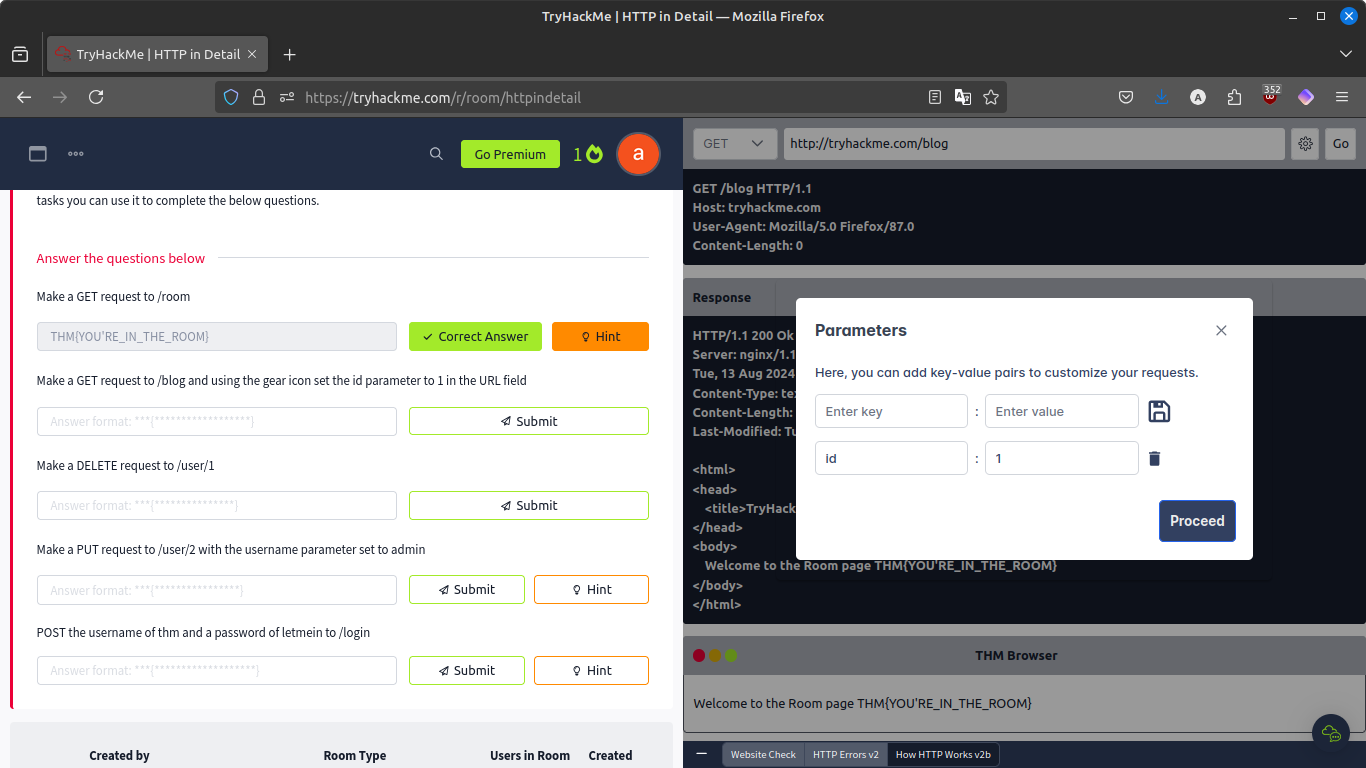 TryHackMe | HTTP in Detail — Mozilla Firefox
TryHackMe | HTTP in Detail
https://tryhackme.com/r/room/httpindetail
A
352
Go Premium
1
a
tasks you can use it to complete the below questions.
Answer the questions below
Make a GET request to /room
THM{YOU'RE_IN_THE_ROOM}
Correct Answer
Hint
Make a GET request to /blog and using the gear icon set the id parameter to 1 in the URL field
Answer format: ***{******************}
Submit
Make a DELETE request to /user/1
Answer format: ***{***************}
Submit
Make a PUT request to /user/2 with the username parameter set to admin
Answer format: ***{****************}
Submit
Hint
POST the username of thm and a password of letmein to /login
Answer format: ***{*******************}
Submit
Hint
Created by
Room Type
Users in Room
Created
GET
http://tryhackme.com/blog
Go
GET /blog HTTP/1.1
Host: tryhackme.com
User-Agent: Mozilla/5.0 Firefox/87.0
Content-Length: 0
Response
HTTP/1.1 200 Ok
Server: nginx/1.1
Tue, 13 Aug 2024
Content-Type: te
Content-Length:
Last-Modified: Tu
<html>
<head>
<title>TryHack
</head>
<body>
Welcome to the Room page THM{YOU'RE_IN_THE_ROOM}
</body>
</html>
Parameters
Here, you can add key-value pairs to customize your requests.
Enter key : Enter value
id : 1
Proceed
THM Browser
Welcome to the Room page THM{YOU'RE_IN_THE_ROOM}
Website Check
HTTP Errors v2
How HTTP Works v2b